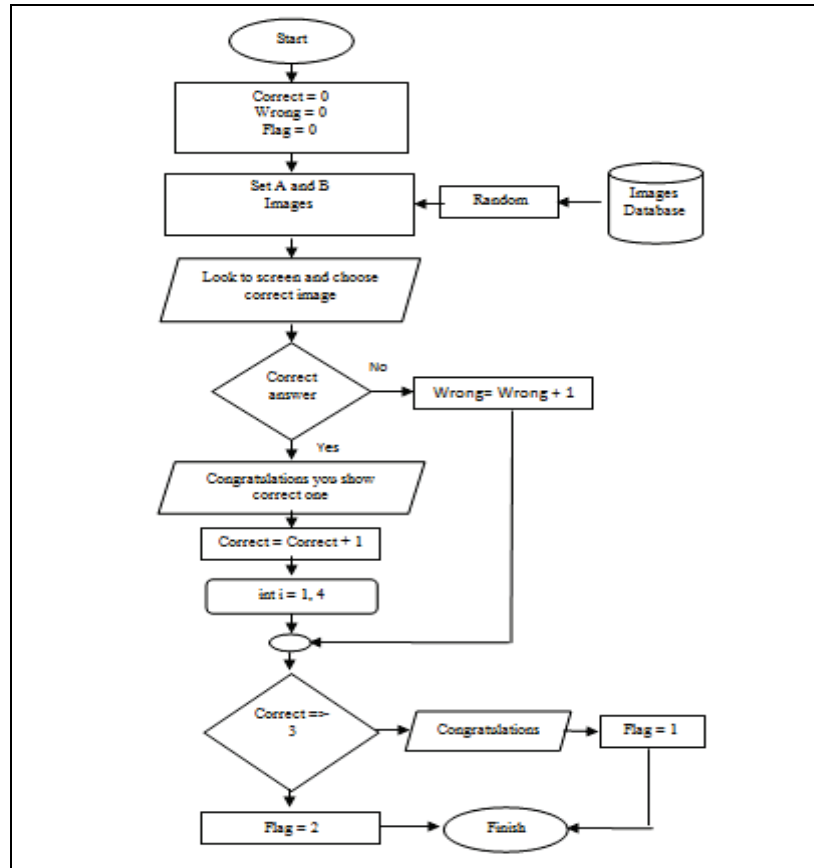 Start
Correct = 0
Wrong = 0
Flag = 0
Set A and B
Images
Random
Images
Database
Look to screen and choose
correct image
Correct
answer
No
Wrong= Wrong + 1
Yes
Congratulations you show
correct one
Correct = Correct + 1
int i = 1, 4
Correct =>
3
Congratulations
Flag = 1
Flag = 2
Finish